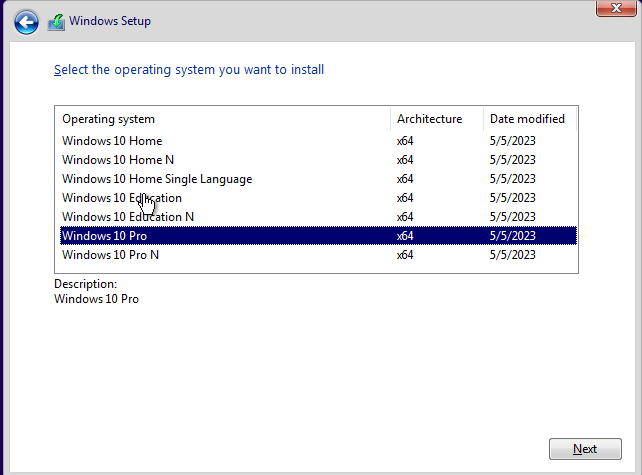 Windows Setup
Select the operating system you want to install
Operating system Architecture Date modified
Windows 10 Home x64 5/5/2023
Windows 10 Home N x64 5/5/2023
Windows 10 Home Single Language x64 5/5/2023
Windows 10 Education x64 5/5/2023
Windows 10 Education N x64 5/5/2023
Windows 10 Pro x64 5/5/2023
Windows 10 Pro N x64 5/5/2023
Description:
Windows 10 Pro
Next